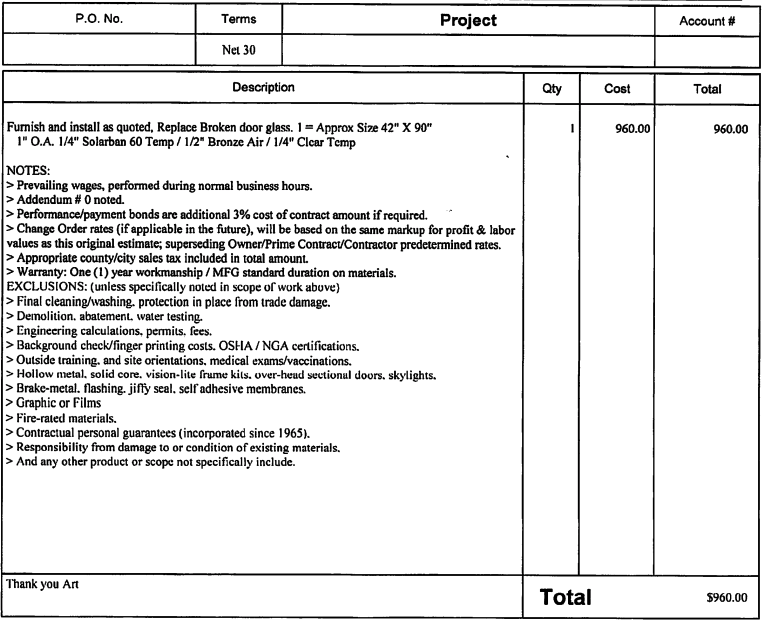 P.O. No. Terms Project Account #
Net 30
Description Qty Cost Total
Furnish and install as quoted, Replace Broken door glass. 1 = Approx Size 42" X 90" 1 960.00 960.00
1" O.A. 1/4" Solarban 60 Temp / 1/2" Bronze Air / 1/4" Clear Temp
NOTES:
> Prevailing wages, performed during normal business hours.
> Addendum # 0 noted.
> Performance/payment bonds are additional 3% cost of contract amount if required.
> Change Order rates (if applicable in the future), will be based on the same markup for profit & labor
values as this original estimate; superseding Owner/Prime Contract/Contractor predetermined rates.
> Appropriate county/city sales tax included in total amount.
> Warranty: One (1) year workmanship / MFG standard duration on materials.
EXCLUSIONS: (unless specifically noted in scope of work above)
> Final cleaning/washing, protection in place from trade damage.
> Demolition, abatement, water testing.
> Engineering calculations, permits, fees.
> Background check/finger printing costs, OSHA / NGA certifications.
> Outside training, and site orientations, medical exams/vaccinations.
> Hollow metal, solid core, vision-lite frame kits, over-head sectional doors, skylights.
> Brake-metal, flashing, jiffy seal, self adhesive membranes.
> Graphic or Films
> Fire-rated materials.
> Contractual personal guarantees (incorporated since 1965).
> Responsibility from damage to or condition of existing materials.
> And any other product or scope not specifically include.
Thank you Art
Total $960.00